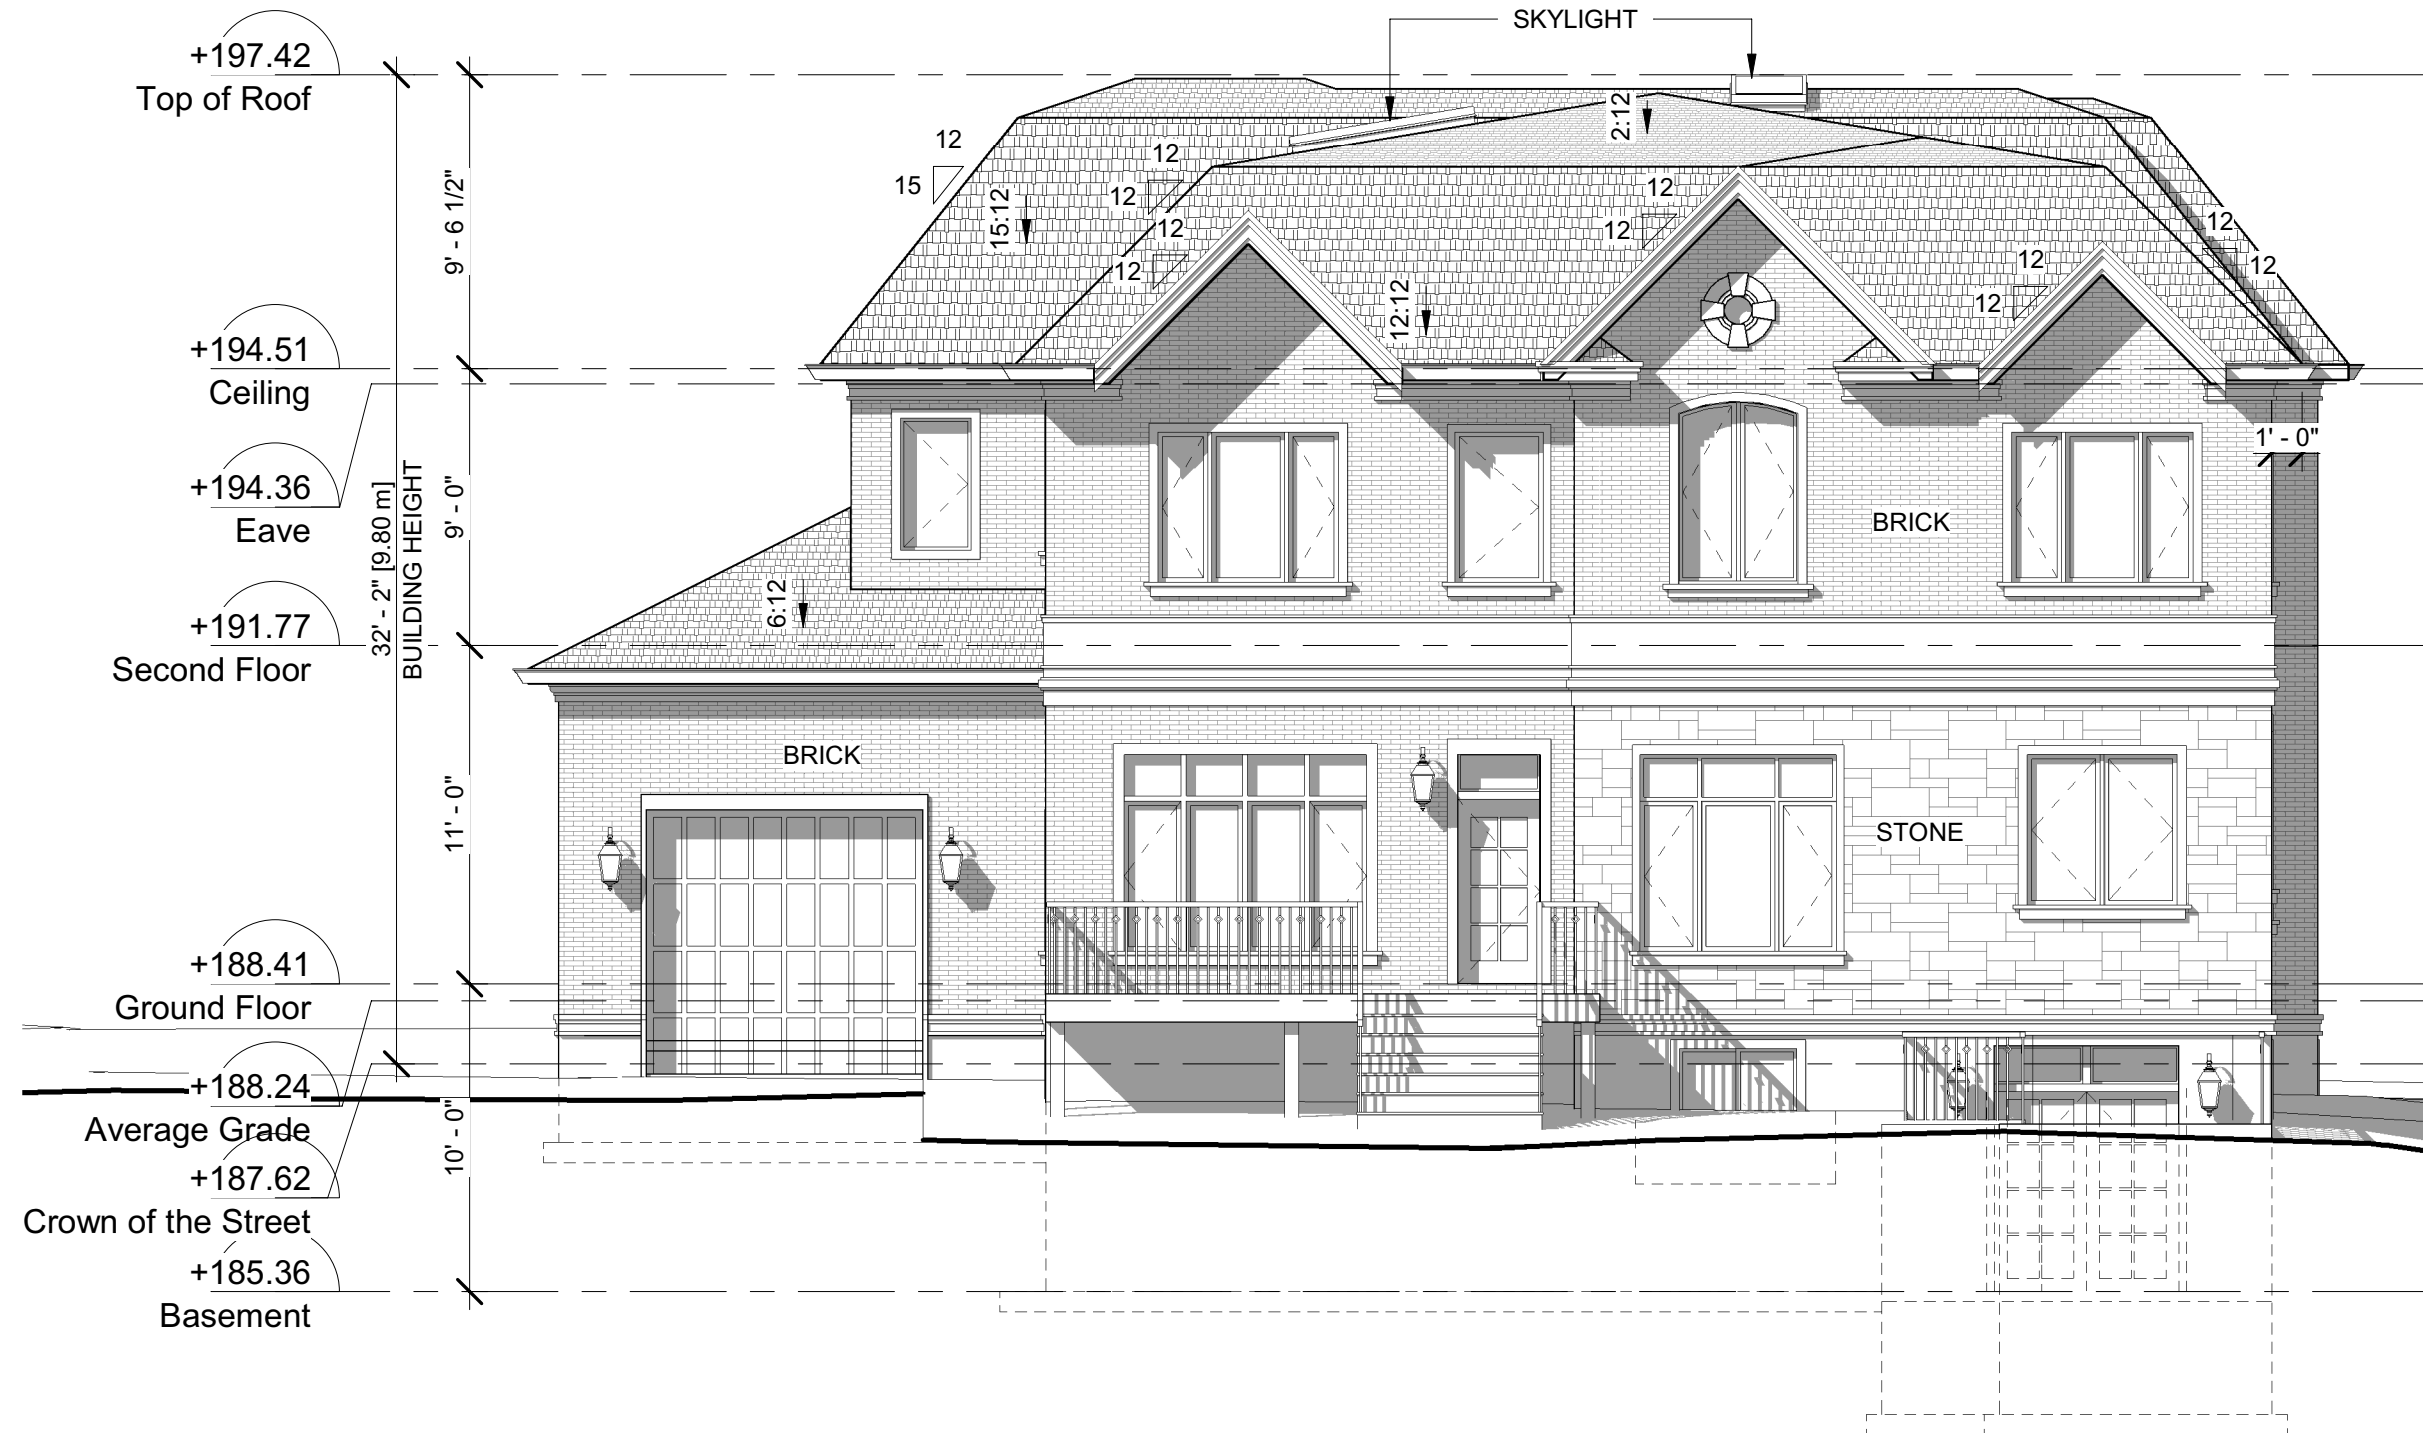 SKYLIGHT
+197.42
Top of Roof
2:12
12
15
12
12
15:12
12
12
12
12
12
12
12
12
12
12:12
9' - 6 1/2"
+194.51
Ceiling
1' - 0"
+194.36
Eave
9' - 0"
32' - 2" [9.80 m]
BUILDING HEIGHT
BRICK
6:12
+191.77
Second Floor
BRICK
11' - 0"
STONE
+188.41
Ground Floor
+188.24
Average Grade
10' - 0"
+187.62
Crown of the Street
+185.36
Basement